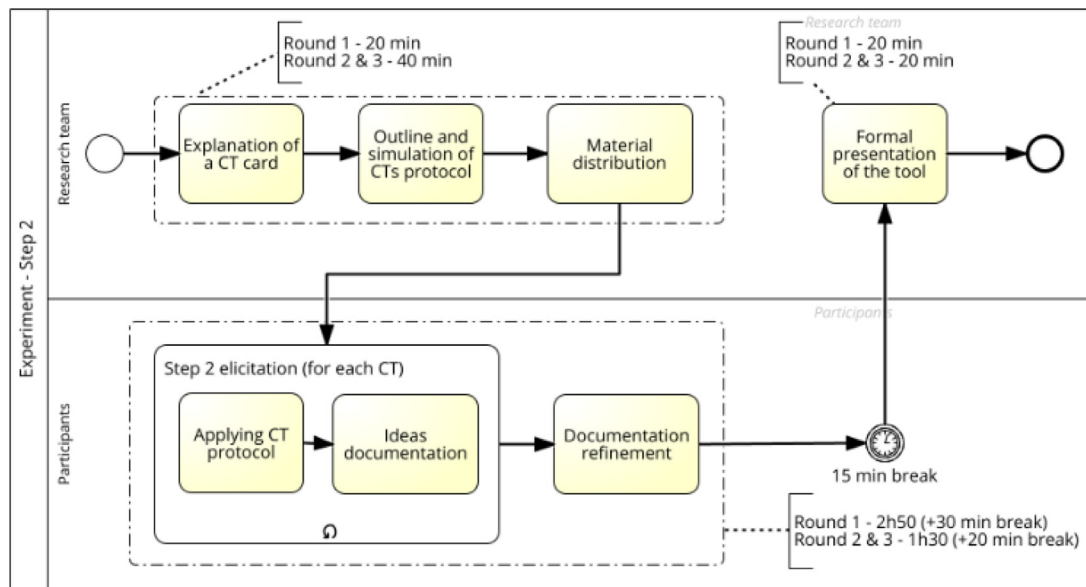 Experiment - Step 2
Research team
Research team
Round 1 - 20 min
Round 2 & 3 - 40 min
Round 1 - 20 min
Round 2 & 3 - 20 min
Explanation of
a CT card
Outline and
simulation of
CTs protocol
Material
distribution
Formal
presentation
of the tool
Participants
Participants
Step 2 elicitation (for each CT)
Applying CT
protocol
Ideas
documentation
Documentation
refinement
15 min break
Round 1 - 2h50 (+30 min break)
Round 2 & 3 - 1h30 (+20 min break)